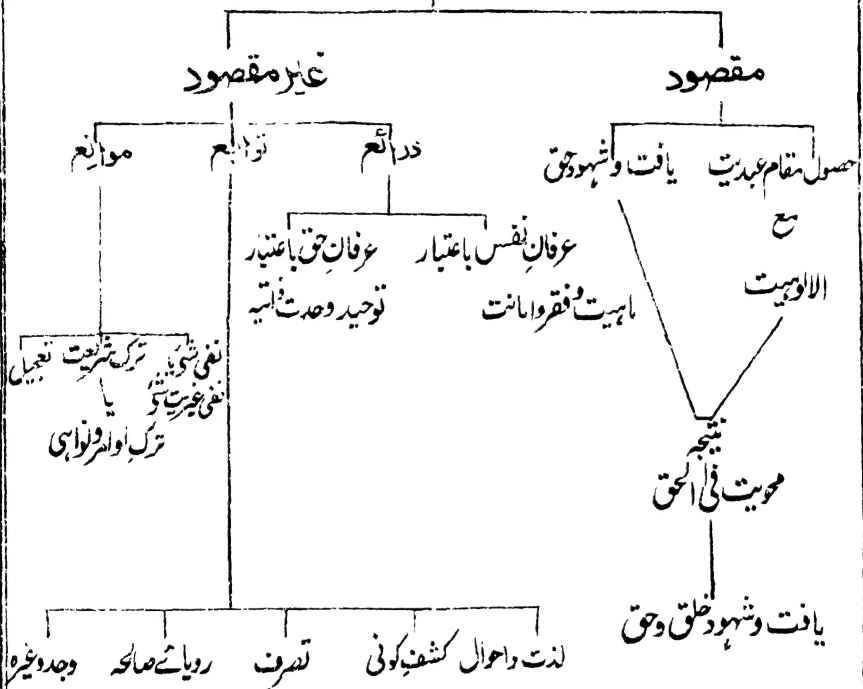 مقصود
غیر مقصود
حصول مقام عبدیت
مع
الالوہیت
یافت و شہود حق
ذرائع
توابع
موانع
عرفانِ نفس باعتبار
ماہیت و فقر و امانت
عرفانِ حق باعتبار
توحید و وحدت ذاتیہ
نفی شئ یا
نفی غیریتِ شئ
ترک شریعت
یا
ترکِ اوامر و نواہی
تعجیل
نتیجہ
محویت فی الحق
یافت و شہود خلق و حق
لذت و احوال
کشفِ کونی
تصرف
رویائے صالحہ
وجد وغیرہ